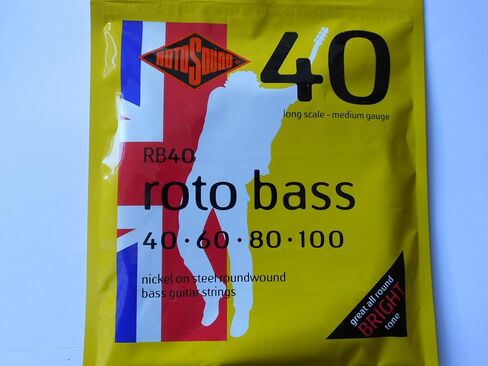 ROTOSOUND
40
long scale - medium gauge
RB40
roto bass
40 • 60 • 80 • 100
nickel on steel roundwound
bass guitar strings
great all round
BRIGHT
tone